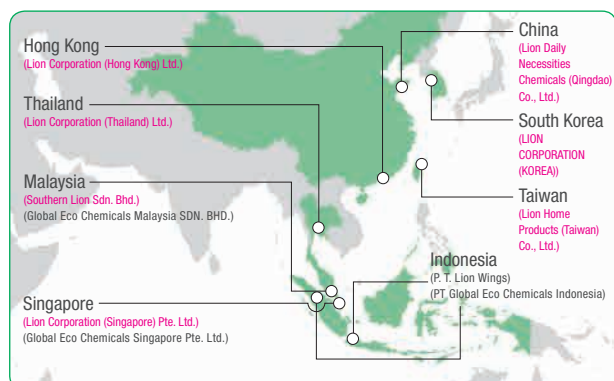 Hong Kong
(Lion Corporation (Hong Kong) Ltd.)
Thailand
(Lion Corporation (Thailand) Ltd.)
Malaysia
(Southern Lion Sdn. Bhd.)
(Global Eco Chemicals Malaysia SDN. BHD.)
Singapore
(Lion Corporation (Singapore) Pte. Ltd.)
(Global Eco Chemicals Singapore Pte. Ltd.)
China
(Lion Daily
Necessities
Chemicals (Qingdao)
Co., Ltd.)
South Korea
(LION
CORPORATION
(KOREA))
Taiwan
(Lion Home
Products (Taiwan)
Co., Ltd.)
Indonesia
(P. T. Lion Wings)
(PT Global Eco Chemicals Indonesia)